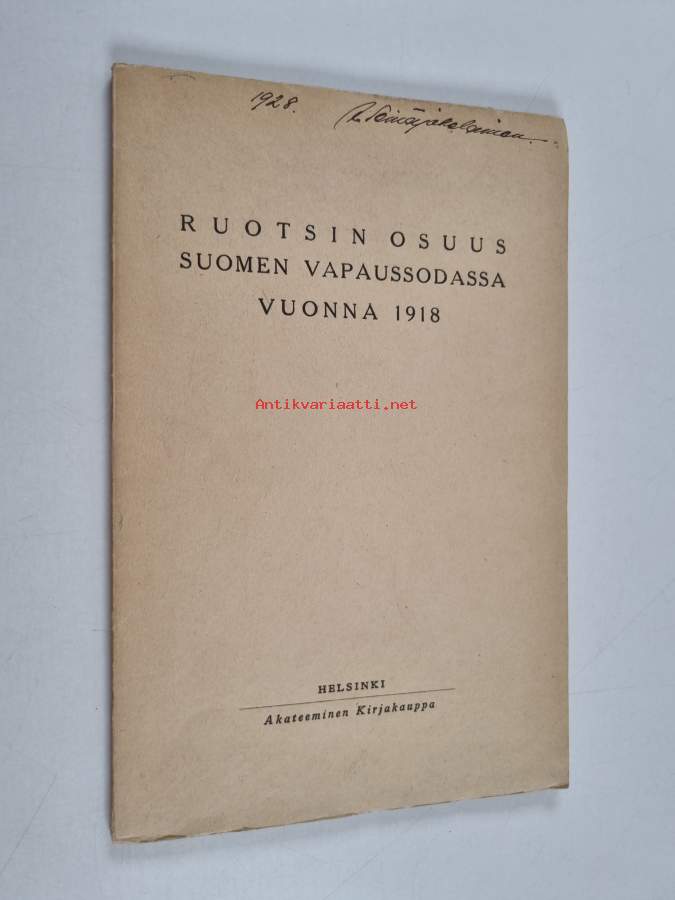 1928.
RUOTSIN OSUUS
SUOMEN VAPAUSSODASSA
VUONNA 1918
Antikvariaatti.net
HELSINKI
Akateeminen Kirjakauppa